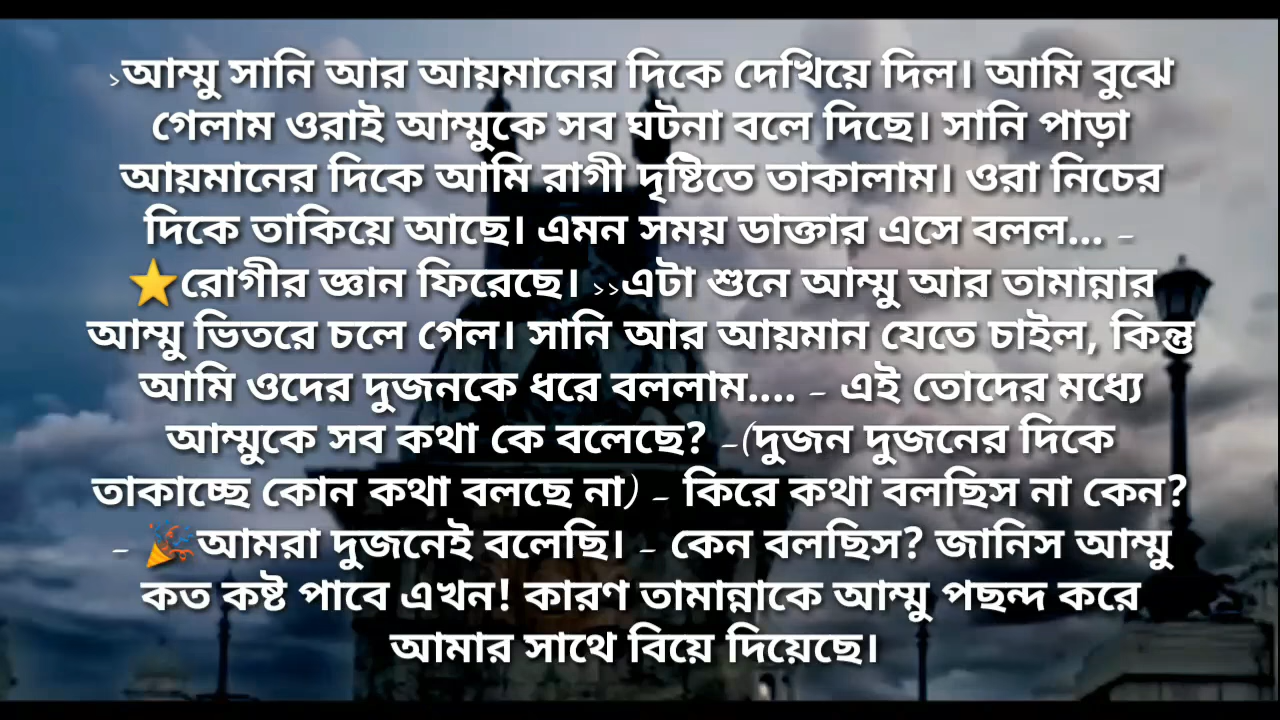 >আম্মু সানি আর আয়মানের দিকে দেখিয়ে দিল। আমি বুঝে
গেলাম ওরাই আম্মুকে সব ঘটনা বলে দিছে। সানি পাড়া
আয়মানের দিকে আমি রাগী দৃষ্টিতে তাকালাম। ওরা নিচের
দিকে তাকিয়ে আছে। এমন সময় ডাক্তার এসে বলল... -
⭐রোগীর জ্ঞান ফিরেছে। >>এটা শুনে আম্মু আর তামান্নার
আম্মু ভিতরে চলে গেল। সানি আর আয়মান যেতে চাইল, কিন্তু
আমি ওদের দুজনকে ধরে বললাম.... - এই তোদের মধ্যে
আম্মুকে সব কথা কে বলেছে? -(দুজন দুজনের দিকে
তাকাচ্ছে কোন কথা বলছে না) - কিরে কথা বলছিস না কেন?
- 🎉আমরা দুজনেই বলেছি। - কেন বলছিস? জানিস আম্মু
কত কষ্ট পাবে এখন! কারণ তামান্নাকে আম্মু পছন্দ করে
আমার সাথে বিয়ে দিয়েছে।